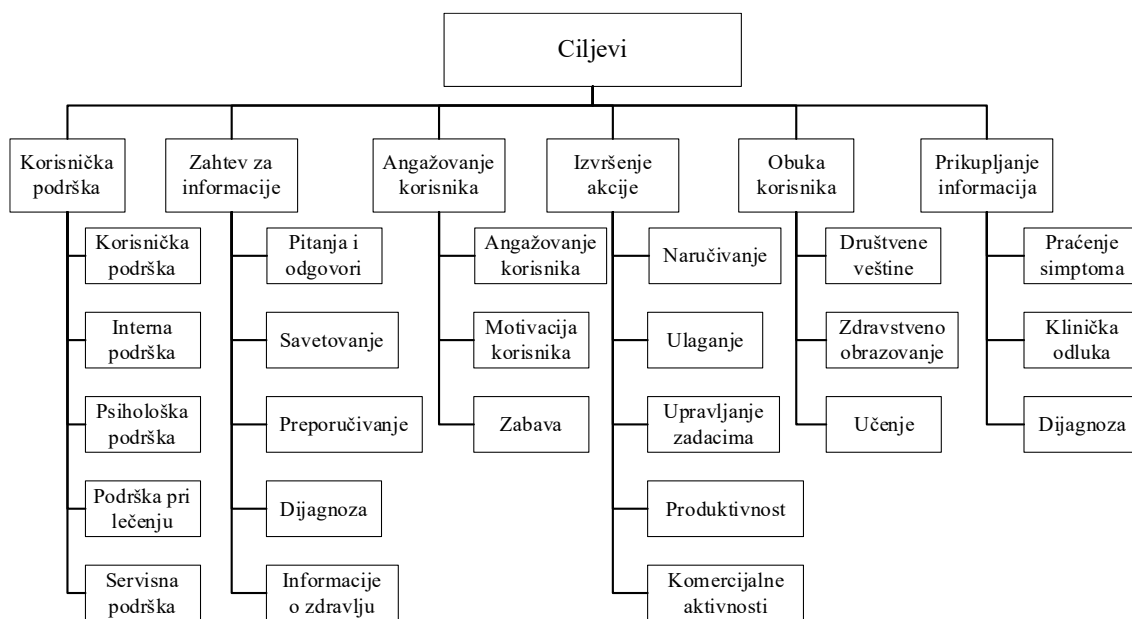 Ciljevi
Korisnička
podrška
Zahtev za
informacije
Angažovanje
korisnika
Izvršenje
akcije
Obuka
korisnika
Prikupljanje
informacija
Korisnička
podrška
Interna
podrška
Psihološka
podrška
Podrška pri
lečenju
Servisna
podrška
Pitanja i
odgovori
Savetovanje
Preporučivanje
Dijagnoza
Informacije
o zdravlju
Angažovanje
korisnika
Motivacija
korisnika
Zabava
Naručivanje
Ulaganje
Upravljanje
zadacima
Produktivnost
Komercijalne
aktivnosti
Društvene
veštine
Zdravstveno
obrazovanje
Učenje
Praćenje
simptoma
Klinička
odluka
Dijagnoza